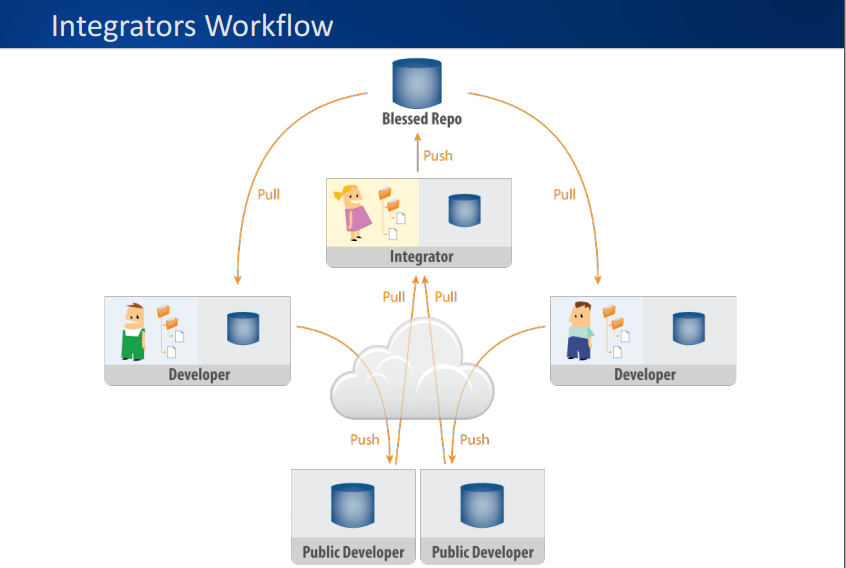 Integrators Workflow
Blessed Repo
Push
Pull
Pull
Integrator
Pull
Pull
Developer
Developer
Push
Push
Public Developer
Public Developer